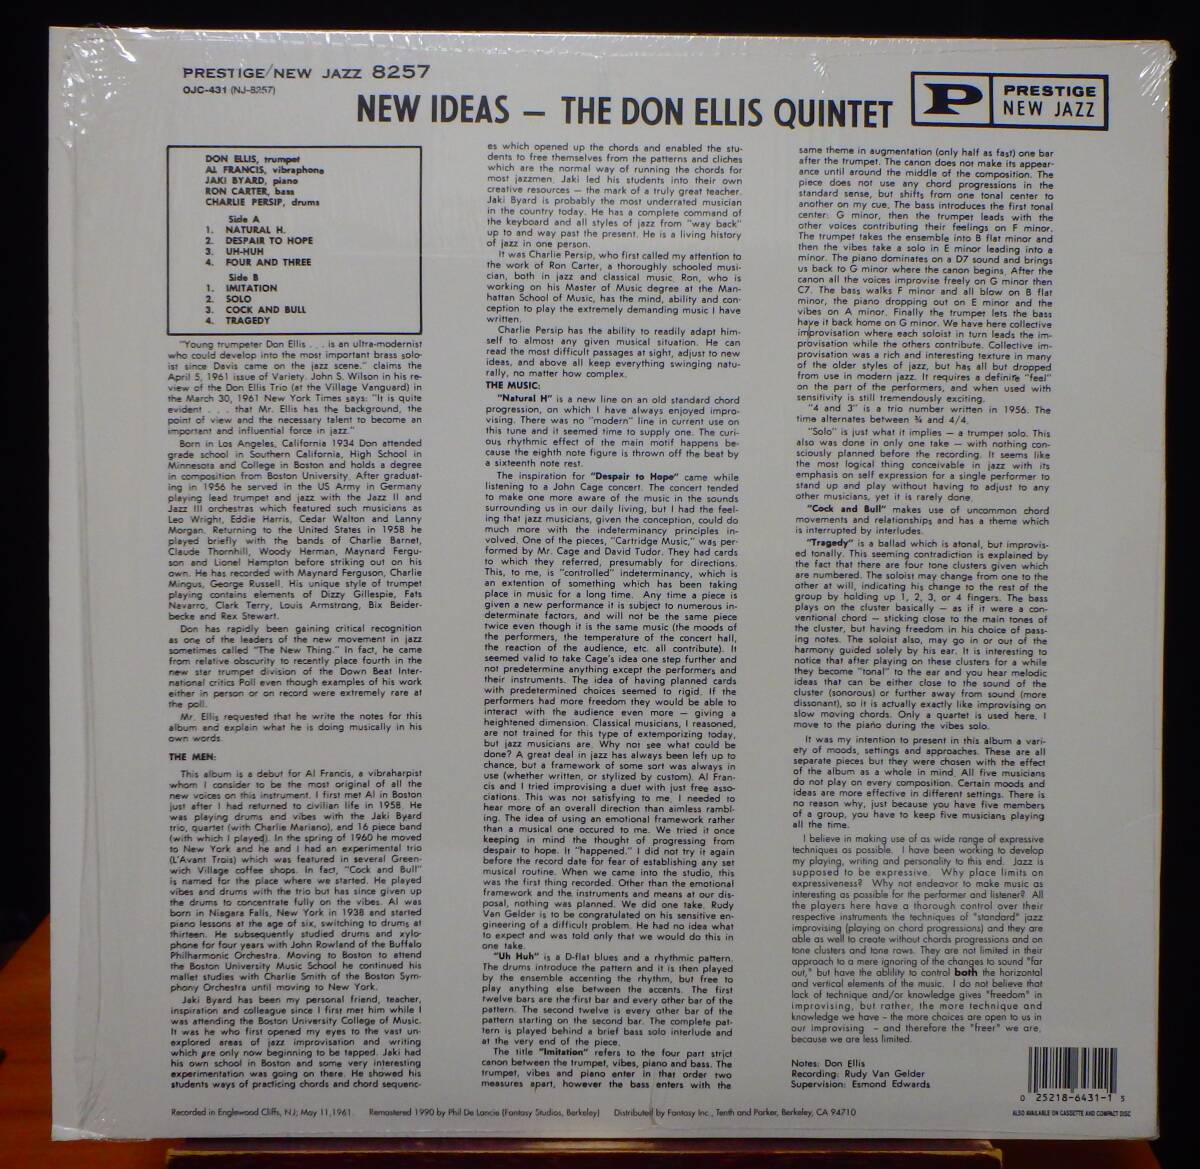 PRESTIGE/NEW JAZZ 8257
OJC-431 (NJ-8257)
NEW IDEAS — THE DON ELLIS QUINTET
P PRESTIGE
NEW JAZZ
DON ELLIS, trumpet
AL FRANCIS, vibraphone
JAKI BYARD, piano
RON CARTER, bass
CHARLIE PERSIP, drums
Side A
1. NATURAL H.
2. DESPAIR TO HOPE
3. UH-HUH
4. FOUR AND THREE
Side B
1. IMITATION
2. SOLO
3. COCK AND BULL
4. TRAGEDY
"Young trumpeter Don Ellis . . . is an ultra-modernist
who could develop into the most important brass solo-
ist since Davis came on the jazz scene." claims the
April 5, 1961 issue of Variety. John S. Wilson in his re-
view of the Don Ellis Trio (at the Village Vanguard) in
the March 30, 1961 New York Times says: "It is quite
evident . . . that Mr. Ellis has the background, the
point of view and the necessary talent to become an
important and influential force in jazz."
Born in Los Angeles, California 1934 Don attended
grade school in Southern California, High School in
Minnesota and College in Boston and holds a degree
in composition from Boston University. After graduat-
ing in 1956 he served in the US Army in Germany
playing lead trumpet and jazz with the Jazz II and
Jazz III orchestras which featured such musicians as
Leo Wright, Eddie Harris, Cedar Walton and Lanny
Morgan. Returning to the United States in 1958 he
played briefly with the bands of Charlie Barnet,
Claude Thornhill, Woody Herman, Maynard Fergu-
son and Lionel Hampton before striking out on his
own. He has recorded with Maynard Ferguson, Charlie
Mingus, George Russell. His unique style of trumpet
playing contains elements of Dizzy Gillespie, Fats
Navarro, Clark Terry, Louis Armstrong, Bix Beider-
becke and Rex Stewart.
Don has rapidly been gaining critical recognition
as one of the leaders of the new movement in jazz
sometimes called "The New Thing." In fact, he came
from relative obscurity to recently place fourth in the
new star trumpet division of the Down Beat Inter-
national critics Poll even though examples of his work
either in person or on record were extremely rare at
the poll.
Mr. Ellis requested that he write the notes for this
album and explain what he is doing musically in his
own words.
THE MEN:
This album is a debut for Al Francis, a vibraharpist
whom I consider to be the most original of all the
new voices on this instrument. I first met Al in Boston
just after I had returned to civilian life in 1958. He
was playing drums and vibes with the Jaki Byard
trio, quartet (with Charlie Mariano), and 16 piece band
(with which I played). In the spring of 1960 he moved
to New York and he and I had an experimental trio
(L'Avant Trois) which was featured in several Green-
wich Village coffee shops. In fact, "Cock and Bull"
is named for the place where we started. He played
vibes and drums with the trio but has since given up
the drums to concentrate fully on the vibes. Al was
born in Niagara Falls, New York in 1938 and started
piano lessons at the age of six, switching to drums at
thirteen. He subsequently studied drums and xylo-
phone for four years with John Rowland of the Buffalo
Philharmonic Orchestra. Moving to Boston to attend
the Boston University Music School he continued his
mallet studies with Charlie Smith of the Boston Sym-
phony Orchestra until moving to New York.
Jaki Byard has been my personal friend, teacher,
inspiration and colleague since I first met him while I
was attending the Boston University College of Music.
It was he who first opened my eyes to the vast un-
explored areas of jazz improvisation and writing
which are only now beginning to be tapped. Jaki had
his own school in Boston and some very interesting
experimentation was going on there. He showed his
students ways of practicing chords and chord sequenc-
es which opened up the chords and enabled the stu-
dents to free themselves from the patterns and cliches
which are the normal way of running the chords for
most jazzmen. Jaki led his students into their own
creative resources — the mark of a truly great teacher.
Jaki Byard is probably the most underrated musician
in the country today. He has a complete command of
the keyboard and all styles of jazz from "way back"
up to and way past the present. He is a living history
of jazz in one person.
It was Charlie Persip, who first called my attention to
the work of Ron Carter, a thoroughly schooled musi-
cian, both in jazz and classical music. Ron, who is
working on his Master of Music degree at the Man-
hattan School of Music, has the mind, ability and con-
ception to play the extremely demanding music I have
written.
Charlie Persip has the ability to readily adapt him-
self to almost any given musical situation. He can
read the most difficult passages at sight, adjust to new
ideas, and above all keep everything swinging natu-
rally, no matter how complex.
THE MUSIC:
"Natural H" is a new line on an old standard chord
progression, on which I have always enjoyed impro-
vising. There was no "modern" line in current use on
this tune and it seemed time to supply one. The curi-
ous rhythmic effect of the main motif happens be-
cause the eighth note figure is thrown off the beat by
a sixteenth note rest.
The inspiration for "Despair to Hope" came while
listening to a John Cage concert. The concert tended
to make one more aware of the music in the sounds
surrounding us in our daily living, but I had the feel-
ing that jazz musicians, given the conception, could do
much more with the indeterminancy principles in-
volved. One of the pieces, "Cartridge Music," was per-
formed by Mr. Cage and David Tudor. They had cards
to which they referred, presumably for directions.
This, to me, is "controlled" indeterminancy, which is
an extention of something which has been taking
place in music for a long time. Any time a piece is
given a new performance it is subject to numerous in-
determinate factors, and will not be the same piece
twice even though it is the same music (the moods of
the performers, the temperature of the concert hall,
the reaction of the audience, etc. all contribute). It
seemed valid to take Cage's idea one step further and
not predetermine anything except the performers and
their instruments. The idea of having planned cards
with predetermined choices seemed to rigid. If the
performers had more freedom they would be able to
interact with the audience even more — giving a
heightened dimension. Classical musicians, I reasoned,
are not trained for this type of extemporizing today,
but jazz musicians are. Why not see what could be
done? A great deal in jazz has always been left up to
chance, but a framework of some sort was always in
use (whether written, or stylized by custom). Al Fran-
cis and I tried improvising a duet with just free asso-
ciations. This was not satisfying to me. I needed to
hear more of an overall direction than aimless rambl-
ing. The idea of using an emotional framework rather
than a musical one occured to me. We tried it once
keeping in mind the thought of progressing from
despair to hope. It "happened." I did not try it again
before the record date for fear of establishing any set
musical routine. When we came into the studio, this
was the first thing recorded. Other than the emotional
framework and the instruments and means at our dis-
posal, nothing was planned. We did one take. Rudy
Van Gelder is to be congratulated on his sensitive en-
gineering of a difficult problem. He had no idea what
to expect and was told only that we would do this in
one take.
"Uh Huh" is a D-flat blues and a rhythmic pattern.
The drums introduce the pattern and it is then played
by the ensemble accenting the rhythm, but free to
play anything else between the accents. The first
twelve bars are the first bar and every other bar of the
pattern. The second twelve is every other bar of the
pattern starting on the second bar. The complete pat-
tern is played behind a brief bass solo interlude and
at the very end of the piece.
The title "Imitation" refers to the four part strict
canon between the trumpet, vibes, piano and bass. The
trumpet, vibes and piano enter in that order two
measures apart, however the bass enters with the
same theme in augmentation (only half as fast) one bar
after the trumpet. The canon does not make its appear-
ance until around the middle of the composition. The
piece does not use any chord progressions in the
standard sense, but shifts from one tonal center to
another on my cue. The bass introduces the first tonal
center: G minor, then the trumpet leads with the
other voices contributing their feelings on F minor.
The trumpet takes the ensemble into B flat minor and
then the vibes take a solo in E minor leading into a
minor. The piano dominates on a D7 sound and brings
us back to G minor where the canon begins. After the
canon all the voices improvise freely on G minor then
C7. The bass walks F minor and all blow on B flat
minor, the piano dropping out on E minor and the
vibes on A minor. Finally the trumpet lets the bass
have it back home on G minor. We have here collective
improvisation where each soloist in turn leads the im-
provisation while the others contribute. Collective im-
provisation was a rich and interesting texture in many
of the older styles of jazz, but has all but dropped
from use in modern jazz. It requires a definite "feel"
on the part of the performers, and when used with
sensitivity is still tremendously exciting.
"4 and 3" is a trio number written in 1956. The
time alternates between ¾ and 4/4.
"Solo" is just what it implies — a trumpet solo. This
also was done in only one take — with nothing con-
sciously planned before the recording. It seems like
the most logical thing conceivable in jazz with its
emphasis on self expression for a single performer to
stand up and play without having to adjust to any
other musicians, yet it is rarely done.
"Cock and Bull" makes use of uncommon chord
movements and relationships and has a theme which
is interrupted by interludes.
"Tragedy" is a ballad which is atonal, but improvis-
ed tonally. This seeming contradiction is explained by
the fact that there are four tone clusters given which
are numbered. The soloist may change from one to the
other at will, indicating his change to the rest of the
group by holding up 1, 2, 3, or 4 fingers. The bass
plays on the cluster basically — as if it were a con-
ventional chord — sticking close to the main tones of
the cluster, but having freedom in his choice of pass-
ing notes. The soloist also, may go in or out of the
harmony guided solely by his ear. It is interesting to
notice that after playing on these clusters for a while
they become "tonal" to the ear and you hear melodic
ideas that can be either close to the sound of the
cluster (sonorous) or further away from sound (more
dissonant), so it is actually exactly like improvising on
slow moving chords. Only a quartet is used here. I
move to the piano during the vibes solo.
It was my intention to present in this album a vari-
ety of moods, settings and approaches. These are all
separate pieces but they were chosen with the effect
of the album as a whole in mind. All five musicians
do not play on every composition. Certain moods and
ideas are more effective in different settings. There is
no reason why, just because you have five members
of a group, you have to keep five musicians playing
all the time.
I believe in making use of as wide range of expressive
techniques as possible. I have been working to develop
my playing, writing and personality to this end. Jazz is
supposed to be expressive. Why place limits on
expressiveness? Why not endeavor to make music as
interesting as possible for the performer and listener? All
the players here have a thorough control over their
respective instruments the techniques of "standard" jazz
improvising (playing on chord progressions) and they are
able as well to create without chords progressions and on
tone clusters and tone rows. They are not limited in their
approach to a mere ignoring of the changes to sound "far
out," but have the ablility to control both the horizontal
and vertical elements of the music. I do not believe that
lack of technique and/or knowledge gives "freedom" in
improvising, but rather, the more technique and
knowledge we have – the more choices are open to us in
our improvising – and therefore the "freer" we are,
because we are less limited.
Notes: Don Ellis
Recording: Rudy Van Gelder
Supervision: Esmond Edwards
0 25218-6431-1 5
ALSO AVAILABLE ON CASSETTE AND COMPACT DISC
Recorded in Englewood Cliffs, NJ; May 11,1961. Remastered 1990 by Phil De Lancie (Fantasy Studios, Berkeley) Distributed by Fantasy Inc., Tenth and Parker, Berkeley, CA 94710